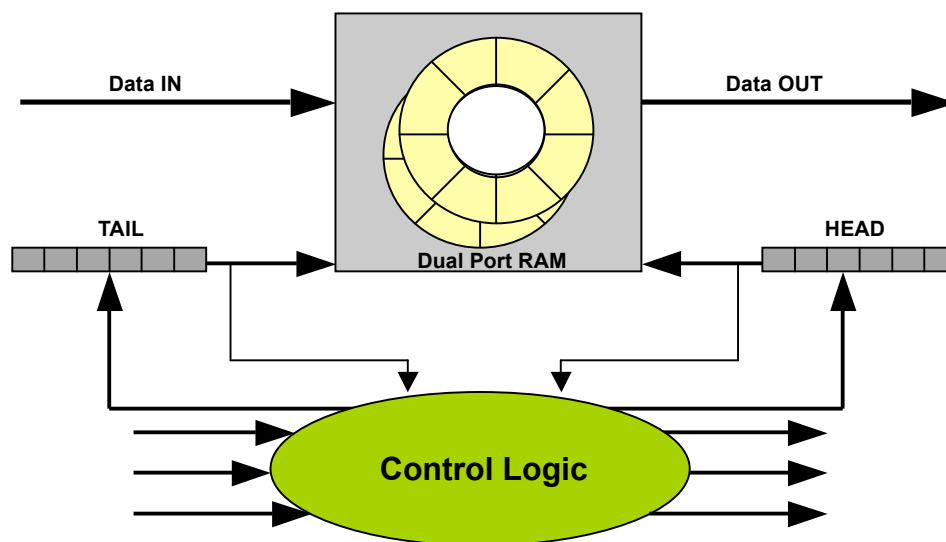 Data IN
Data OUT
TAIL
HEAD
Dual Port RAM
Control Logic